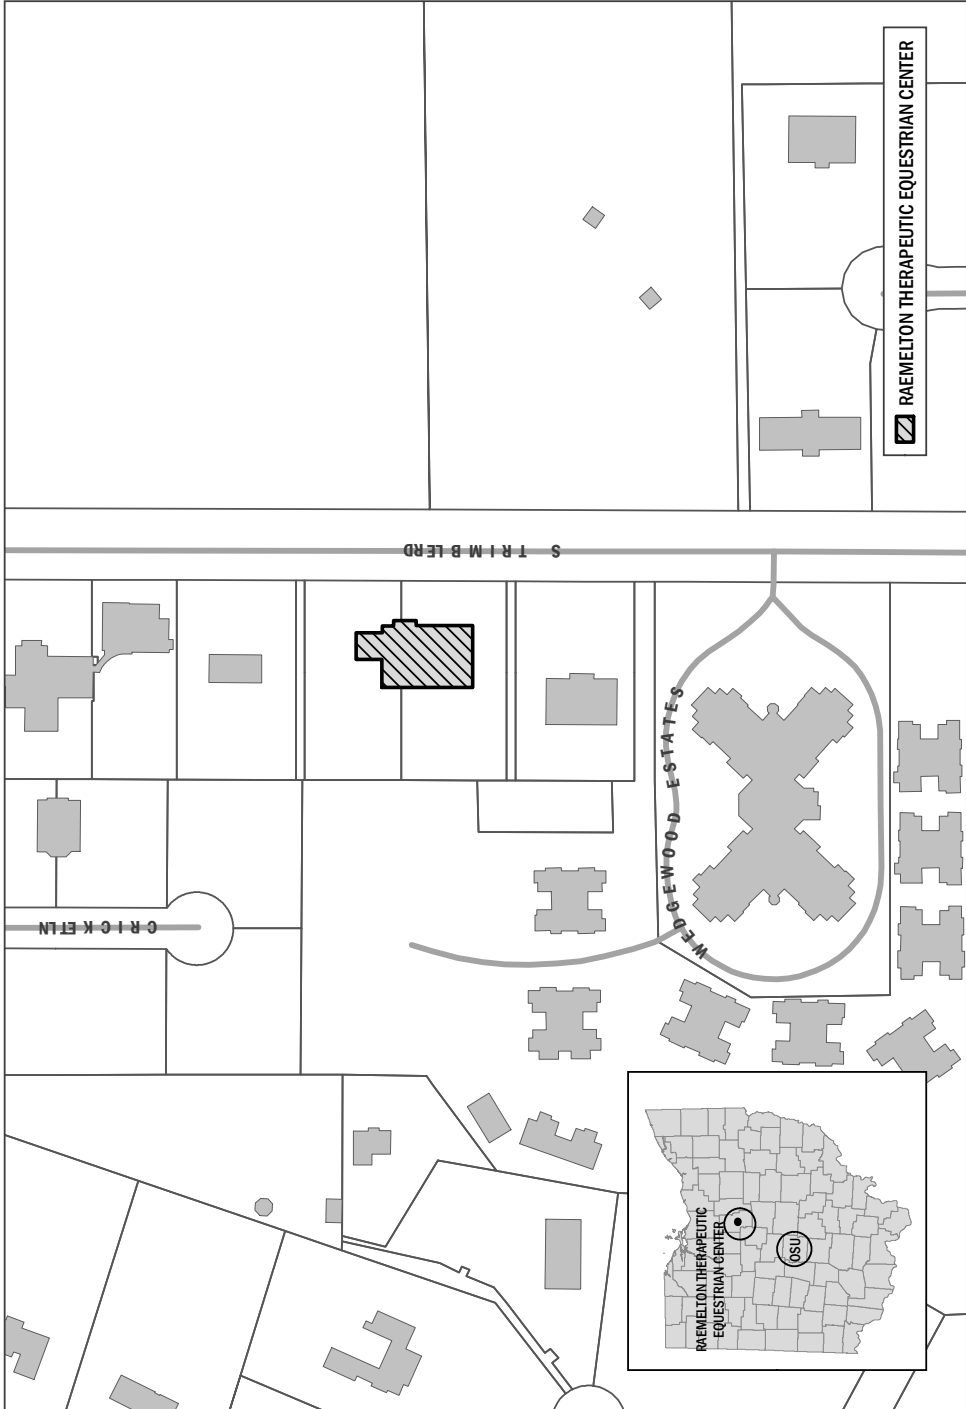 RAEMELTON THERAPEUTIC EQUESTRIAN CENTER
S TRIMBLE RD
WEDGEWOOD ESTATES
CRICKET LN
RAEMELTON THERAPEUTIC
EQUESTRIAN CENTER
OSU